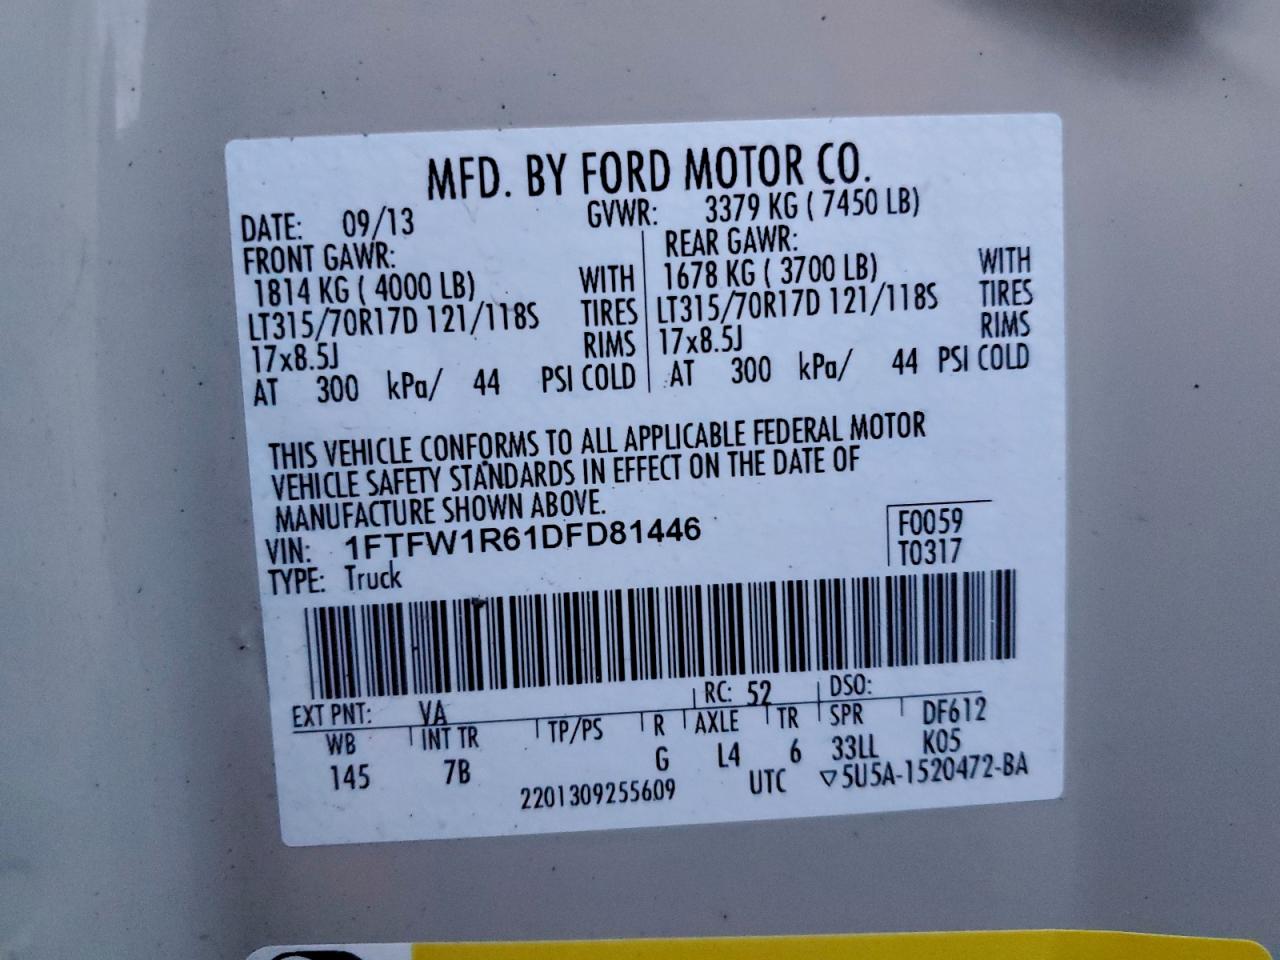 MFD. BY FORD MOTOR CO.
DATE: 09/13 GVWR: 3379 KG ( 7450 LB)
FRONT GAWR: REAR GAWR:
1814 KG ( 4000 LB) WITH 1678 KG ( 3700 LB) WITH
LT315/70R17D 121/118S TIRES LT315/70R17D 121/118S TIRES
17x8.5J RIMS 17x8.5J RIMS
AT 300 kPa/ 44 PSI COLD AT 300 kPa/ 44 PSI COLD
THIS VEHICLE CONFORMS TO ALL APPLICABLE FEDERAL MOTOR
VEHICLE SAFETY STANDARDS IN EFFECT ON THE DATE OF
MANUFACTURE SHOWN ABOVE.
VIN: 1FTFW1R61DFD81446 F0059
TYPE: Truck T0317
EXT PNT: VA RC: 52 DSO:
WB INT TR TP/PS R AXLE TR SPR DF612
145 7B G L4 6 33LL K05
2201309255609 UTC ▽5U5A-1520472-BA